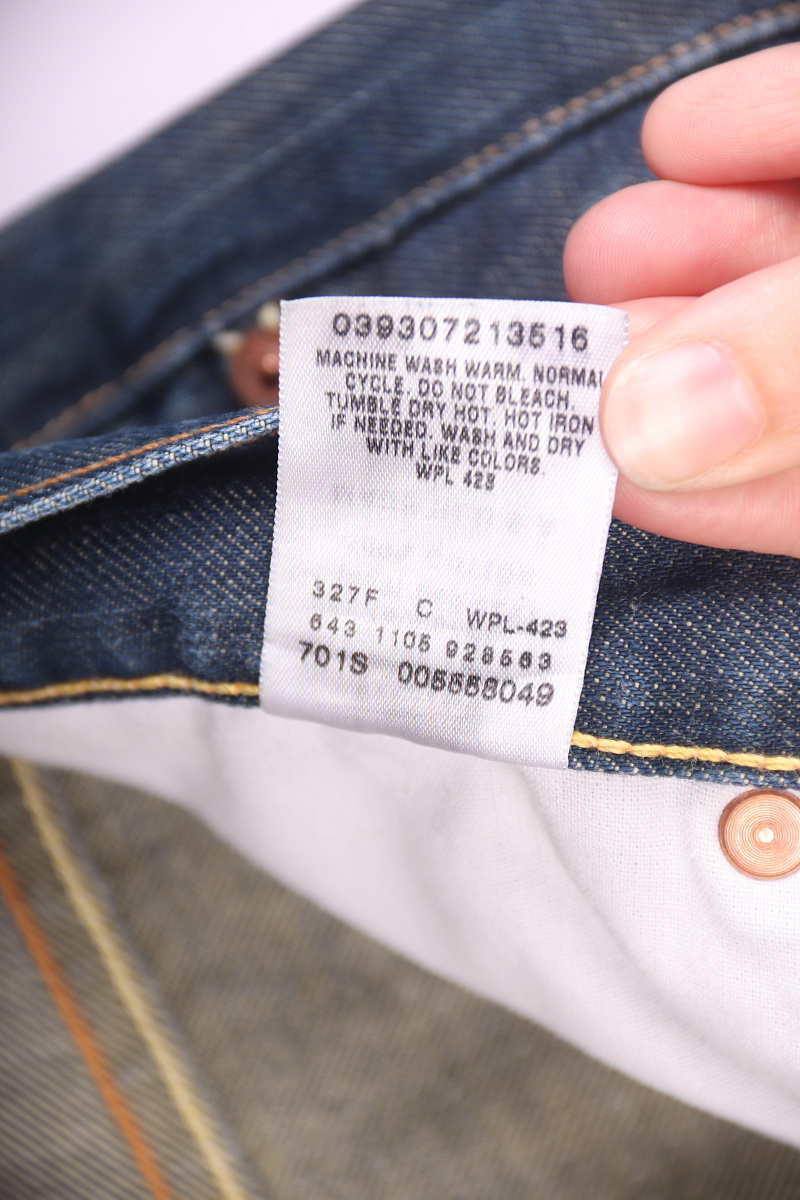 039307213516
MACHINE WASH WARM. NORMAL
CYCLE. DO NOT BLEACH.
TUMBLE DRY HOT. HOT IRON
IF NEEDED. WASH AND DRY
WITH LIKE COLORS.
WPL 423
327F C WPL-423
643 1105 928563
701S 005558049